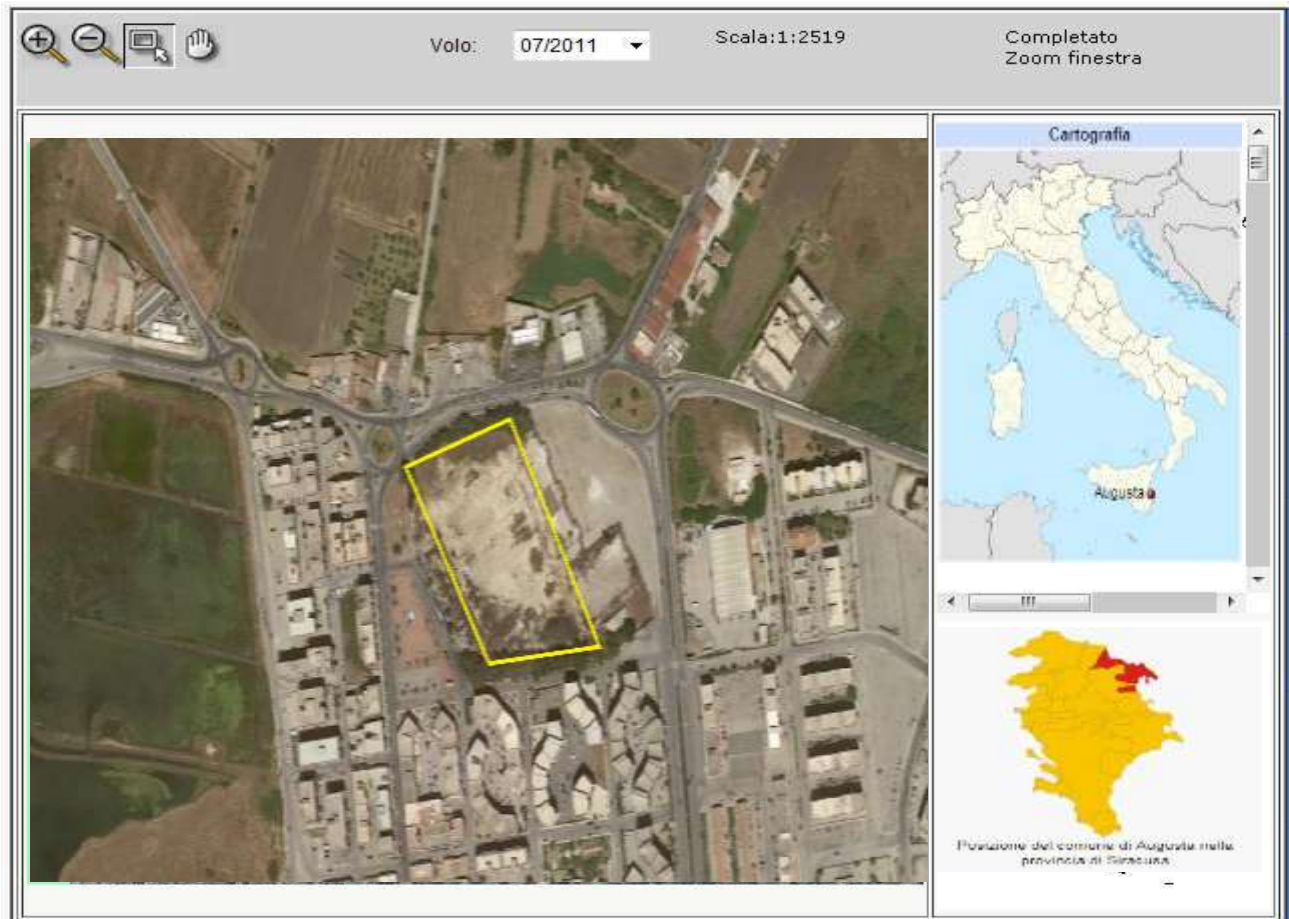 Volo:
07/2011
Scala:1:2519
Completato
Zoom finestra
Cartografia
Augusta
Posizione del comune di Augusta nella
provincia di Siracusa